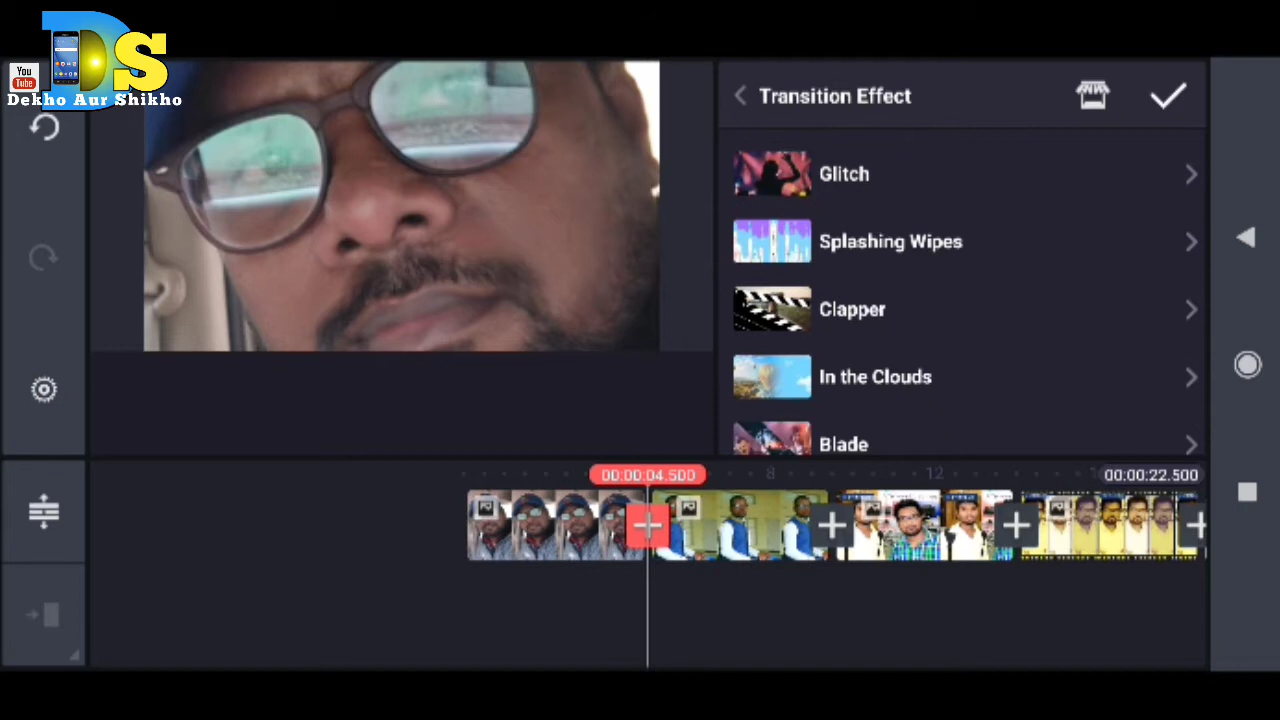 DS
You
Tube
Dekho Aur Shikho
Transition Effect
Glitch
Splashing Wipes
Clapper
In the Clouds
Blade
00:00:04.500
8
12
00:00:22.500